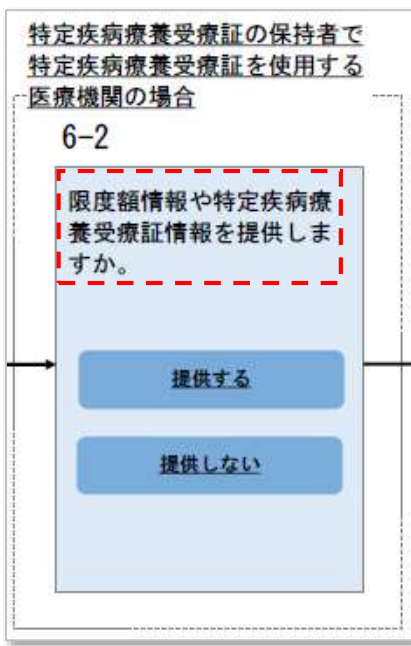 特定疾病療養受療証の保持者で
特定疾病療養受療証を使用する
医療機関の場合
6-2
限度額情報や特定疾病療
養受療証情報を提供しま
すか。
提供する
提供しない